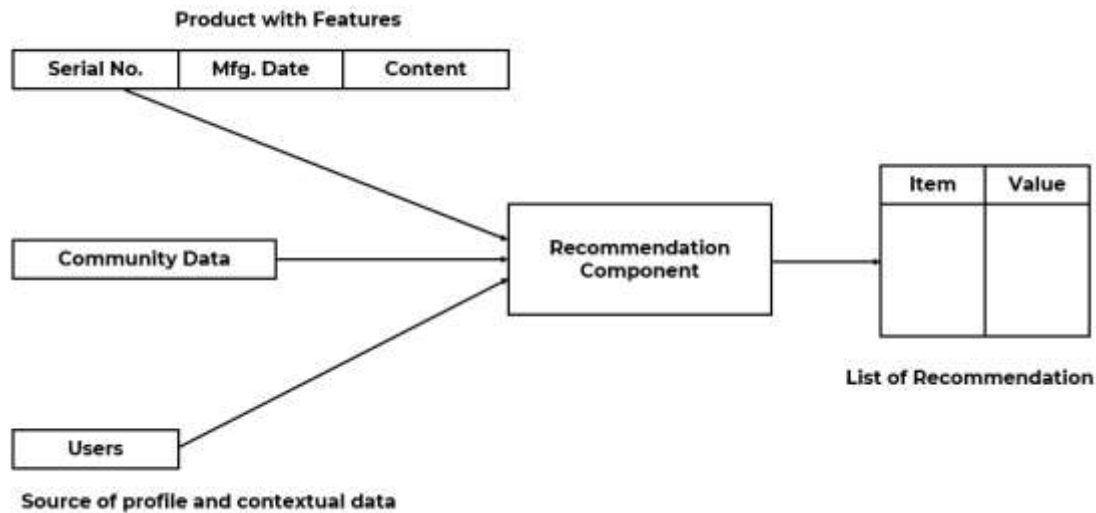 Product with Features
Serial No. Mfg. Date Content
Item Value
Community Data
Recommendation
Component
List of Recommendation
Users
Source of profile and contextual data